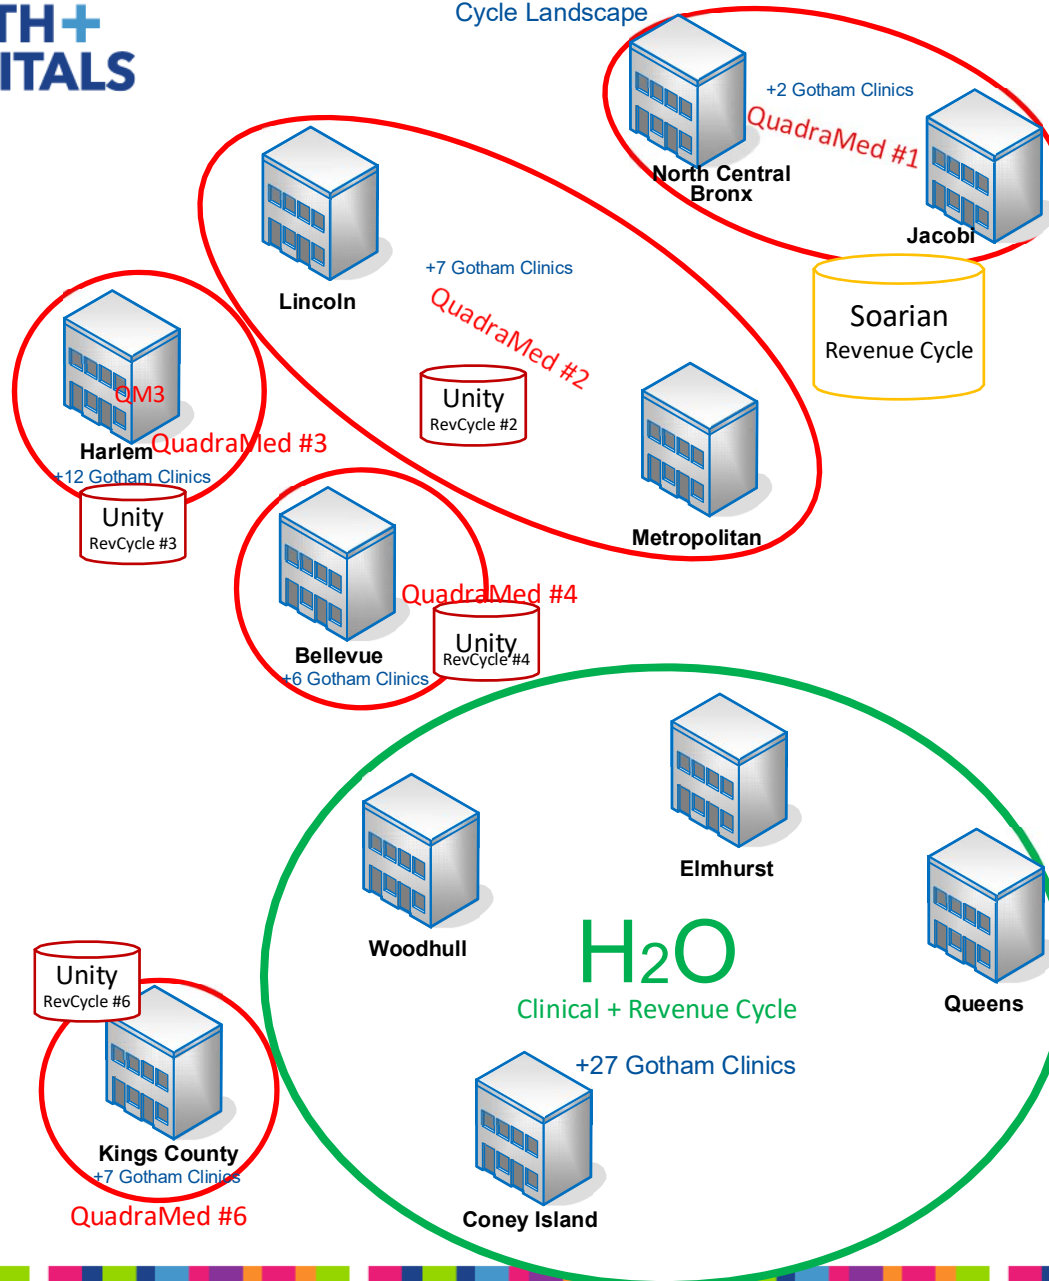 TH+
ITALS
Cycle Landscape
+2 Gotham Clinics
QuadraMed #1
North Central
Bronx
Jacobi
Soarian
Revenue Cycle
Lincoln
+7 Gotham Clinics
QuadraMed #2
Unity
RevCycle #2
Metropolitan
QM3
Harlem
QuadraMed #3
+12 Gotham Clinics
Unity
RevCycle #3
QuadraMed #4
Bellevue
+6 Gotham Clinics
Unity
RevCycle #4
Elmhurst
Woodhull
Queens
H2O
Clinical + Revenue Cycle
+27 Gotham Clinics
Coney Island
Unity
RevCycle #6
Kings County
+7 Gotham Clinics
QuadraMed #6